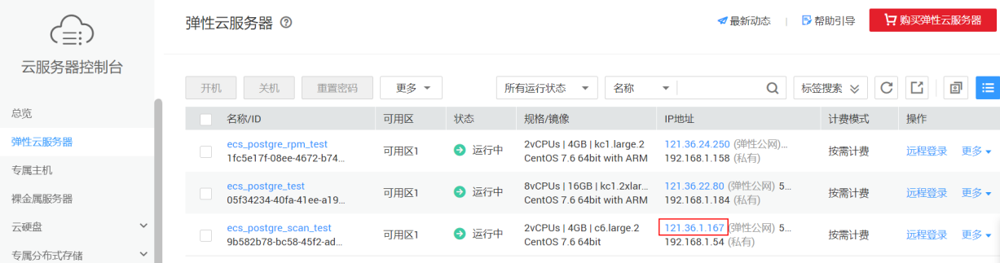 弹性云服务器
最新动态
帮助引导
购买弹性云服务器
云服务器控制台
开机
关机
重置密码
更多
所有运行状态
名称
标签搜索
总览
弹性云服务器
专属主机
裸金属服务器
云硬盘
专属分布式存储
名称/ID 可用区 状态 规格/镜像 IP地址 计费模式 操作
ecs_postgre_rpm_test 可用区1 运行中 2vCPUs | 4GB | kc1.large.2 121.36.24.250 (弹性公网)... 按需计费 远程登录 更多
1fc5e17f-08ee-4672-b74... CentOS 7.6 64bit with ARM 192.168.1.158 (私有)
ecs_postgre_test 可用区1 运行中 8vCPUs | 16GB | kc1.2xlar... 121.36.22.80 (弹性公网) 5... 按需计费 远程登录 更多
05f34234-40fa-41ee-a19... CentOS 7.6 64bit with ARM 192.168.1.184 (私有)
ecs_postgre_scan_test 可用区1 运行中 2vCPUs | 4GB | c6.large.2 121.36.1.167 (弹性公网) 5... 按需计费 远程登录 更多
9b582b78-bc58-45f2-ad... CentOS 7.6 64bit 192.168.1.54 (私有)